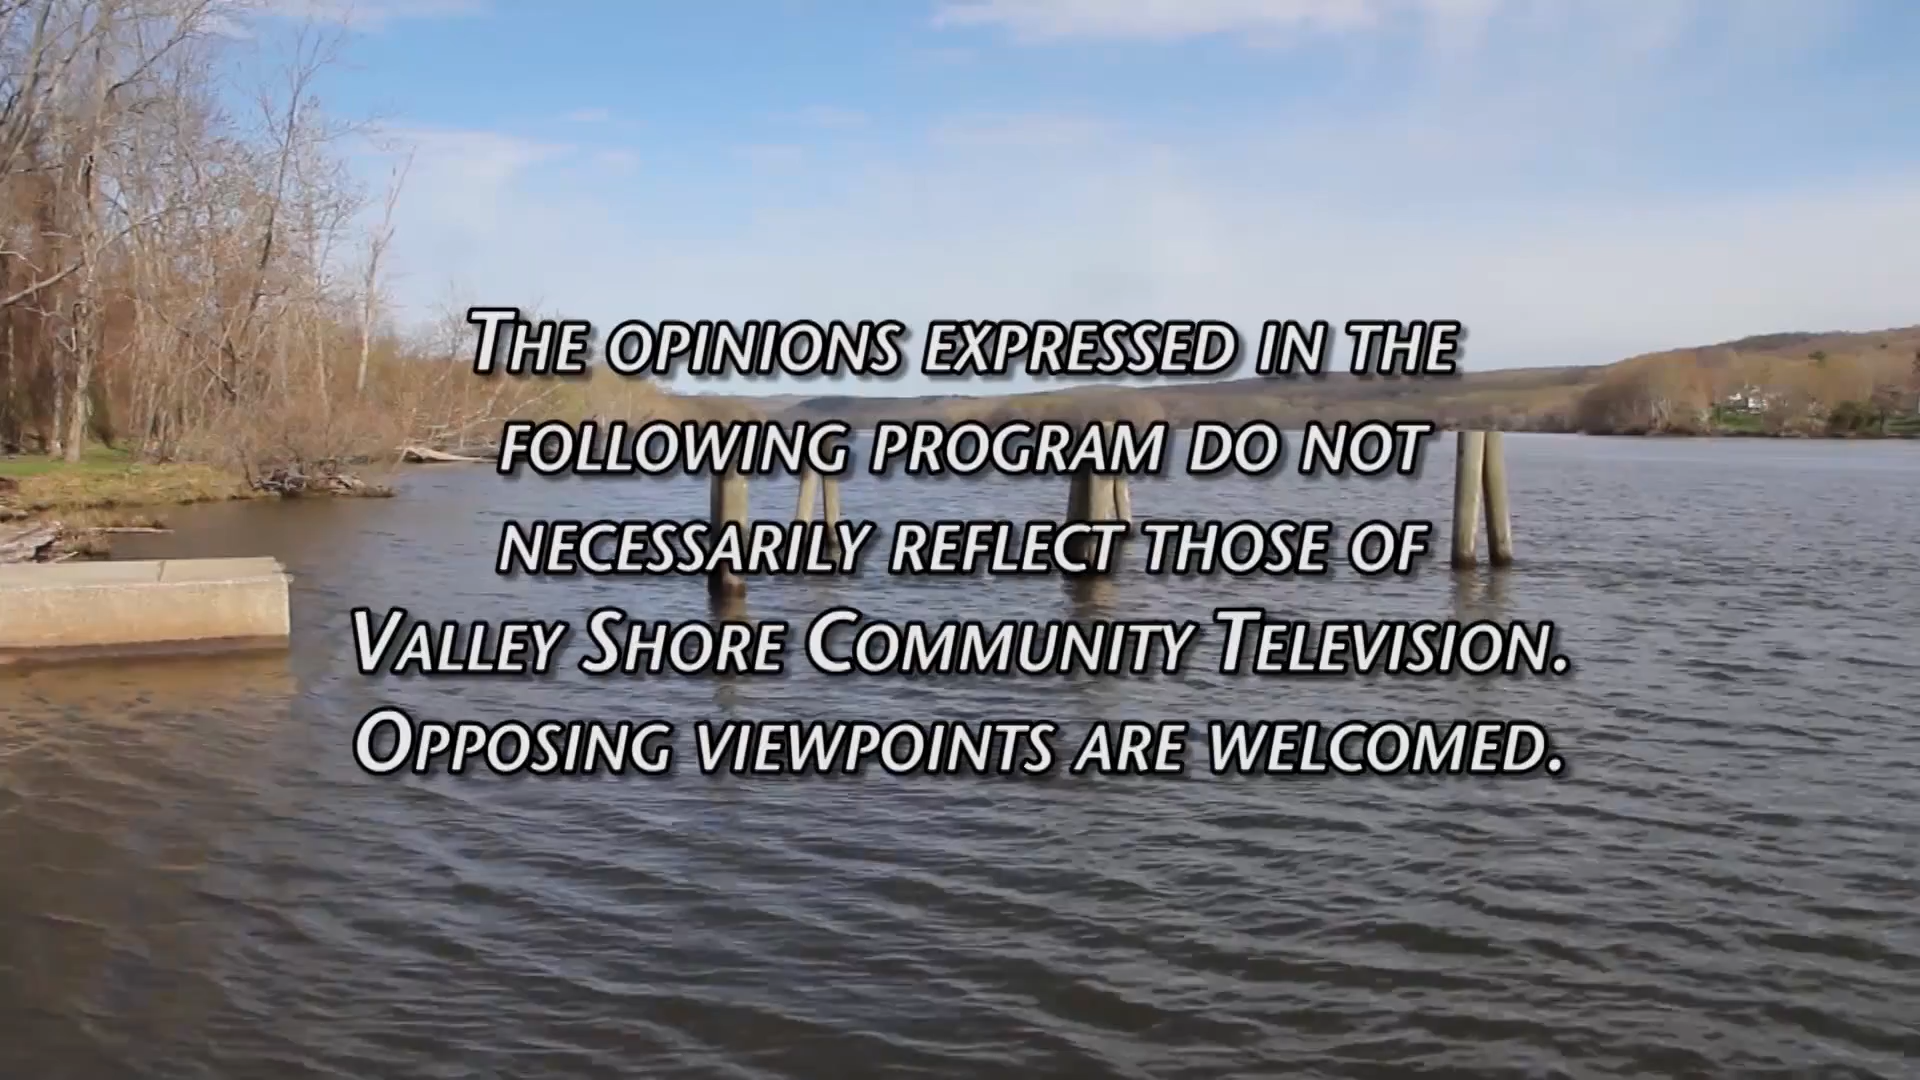 The opinions expressed in the
following program do not
necessarily reflect those of
Valley Shore Community Television.
Opposing viewpoints are welcomed.